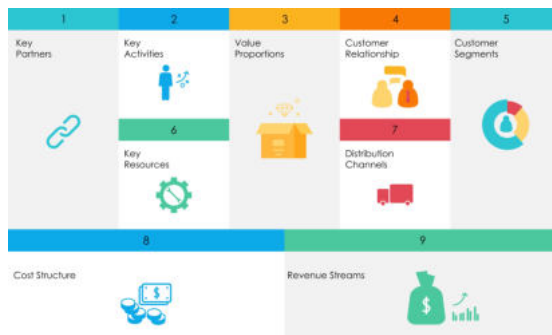 1
2
3
4
5
Key
Partners
Key
Activities
Value
Proportions
Customer
Relationship
Customer
Segments
6
7
Key
Resources
Distribution
Channels
8
9
Cost Structure
Revenue Streams
$
$